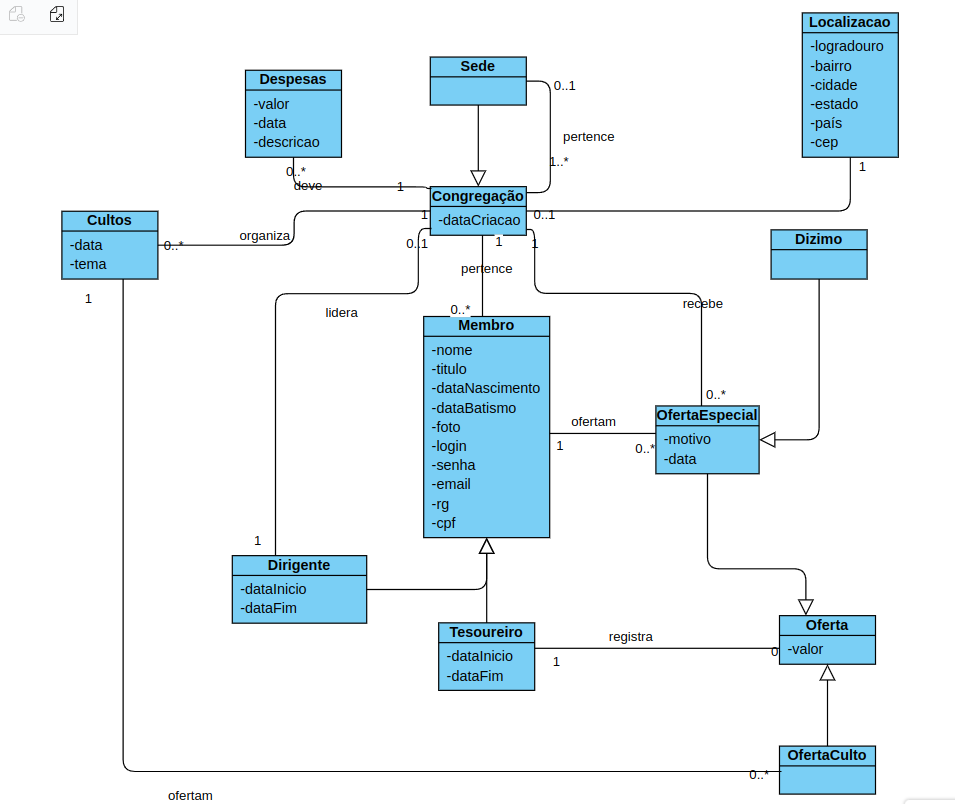 Localizacao
-logradouro
-bairro
-cidade
-estado
-país
-cep
Sede
Despesas
-valor
-data
-descricao
0..1
pertence
1..*
1
0..*
deve
1
Congregação
-dataCriacao
1
0..1
Cultos
-data
-tema
0..*
organiza
0..1
1
1
Dizimo
pertence
1
lidera
0..*
recebe
Membro
-nome
-titulo
-dataNascimento
-dataBatismo
-foto
-login
-senha
-email
-rg
-cpf
0..*
OfertaEspecial
-motivo
-data
ofertam
1
0..*
1
Dirigente
-dataInicio
-dataFim
Tesoureiro
-dataInicio
-dataFim
registra
1
0
Oferta
-valor
OfertaCulto
0..*
ofertam